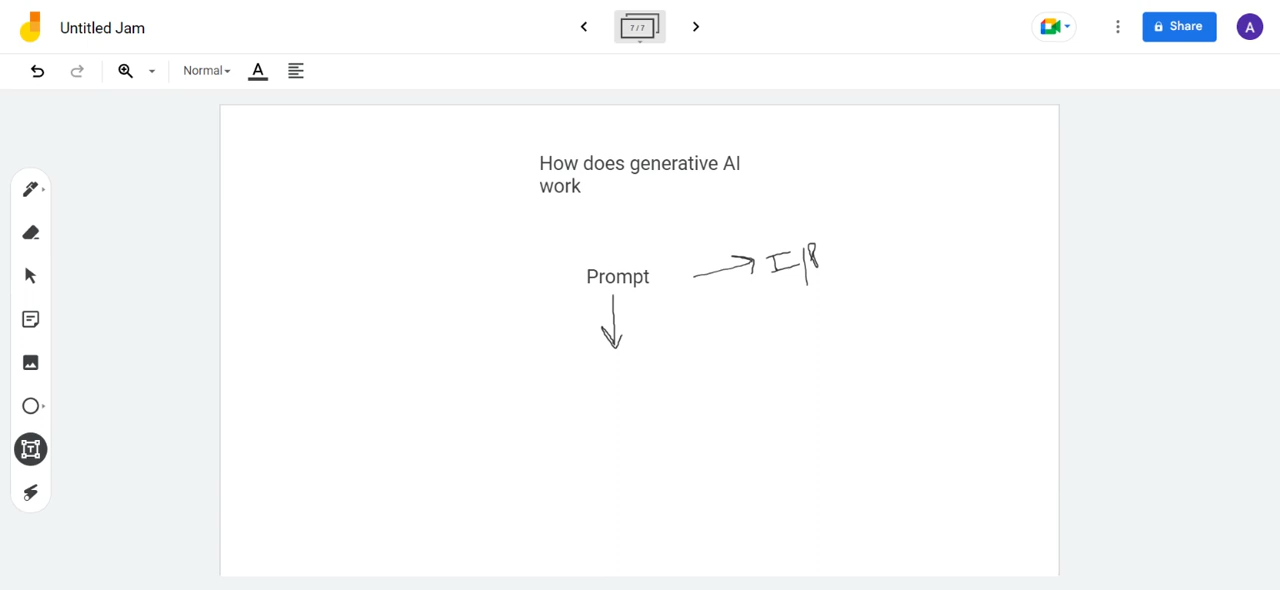 Untitled Jam
7/7
Share
A
Normal
A
How does generative AI
work
Prompt
I/P